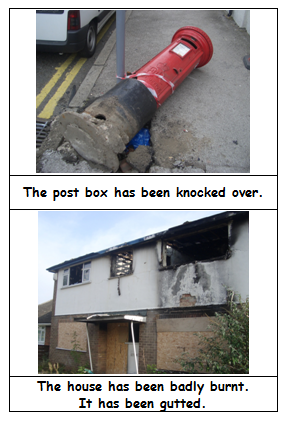 The post box has been knocked over.
The house has been badly burnt.
It has been gutted.